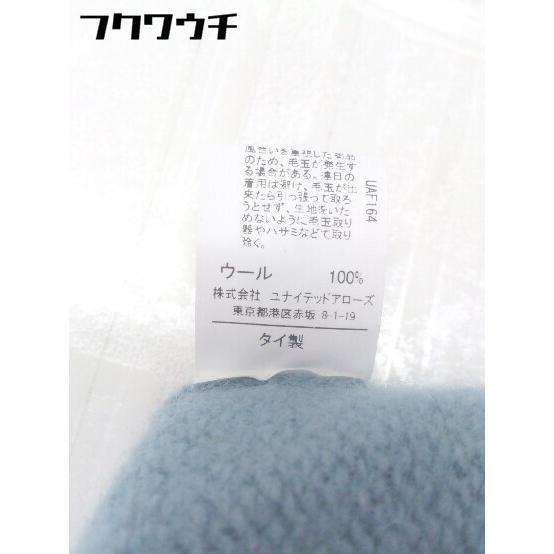 フクワウチ
風合いを重視した商品
のため、毛玉が発生す
る場合がある。連日の
着用は避け、毛玉が出
来たら引っ張って取ろ
うとせず、生地をいた
めないように毛玉取り
器やハサミなどで取り
除く。
UAF164
ウール 100%
株式会社 ユナイテッドアローズ
東京都港区赤坂 8-1-19
タイ製